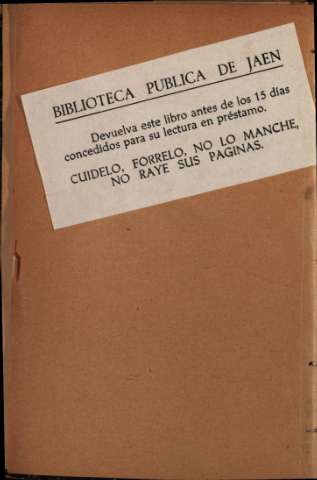 BIBLIOTECA PUBLICA DE JAEN
Devuelva este libro antes de los 15 días
concedidos para su lectura en préstamo.
CUIDELO, FORRELO, NO LO MANCHE,
NO RAYE SUS PAGINAS.